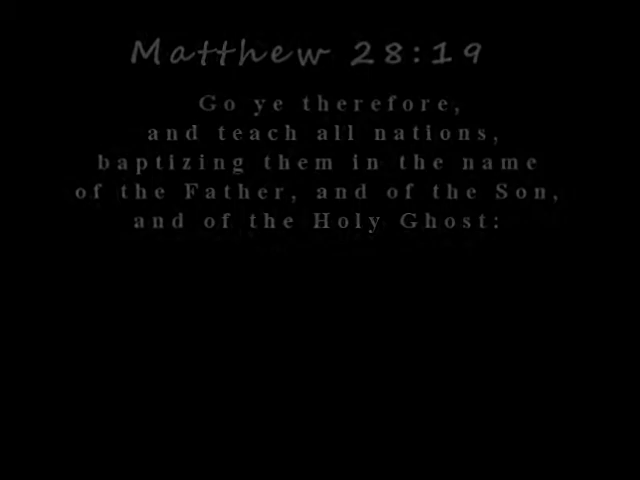 Matthew 28:19
Go ye therefore,
and teach all nations,
baptizing them in the name
of the Father, and of the Son,
and of the Holy Ghost: